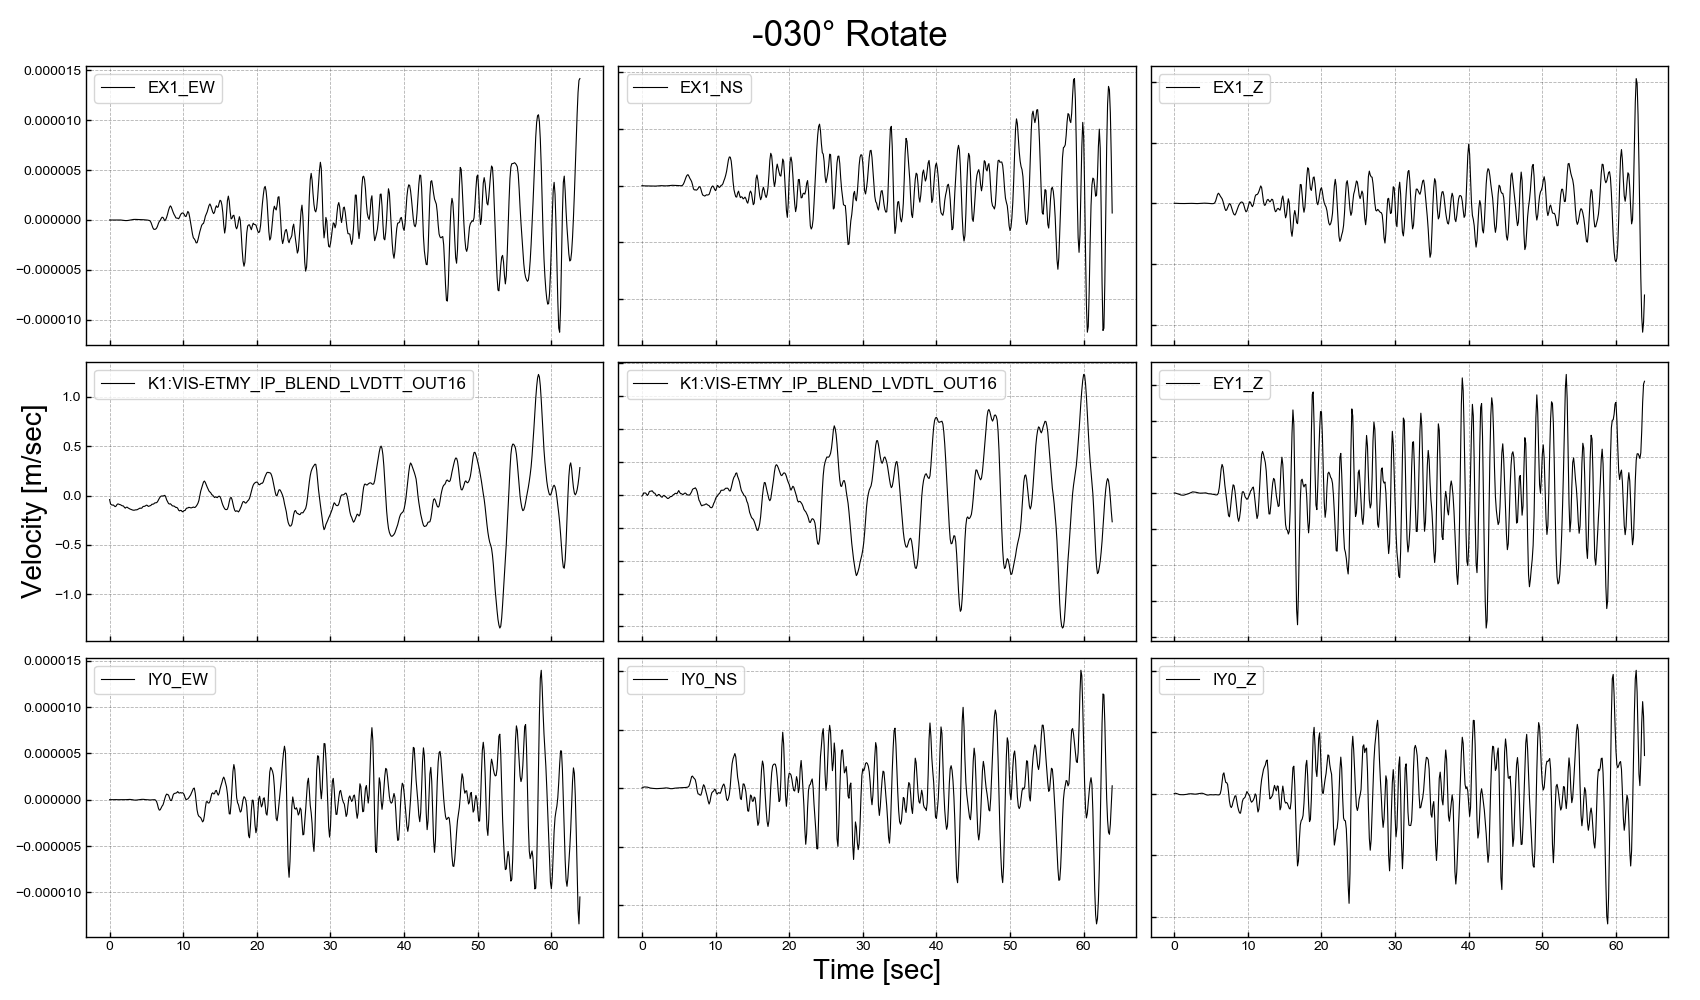 -030° Rotate
EX1_EW
EX1_NS
EX1_Z
0.000015
0.000010
0.000005
0.000000
−0.000005
−0.000010
K1:VIS-ETMY_IP_BLEND_LVDTT_OUT16
K1:VIS-ETMY_IP_BLEND_LVDTL_OUT16
EY1_Z
1.0
0.5
0.0
−0.5
−1.0
Velocity [m/sec]
IY0_EW
IY0_NS
IY0_Z
0.000015
0.000010
0.000005
0.000000
−0.000005
−0.000010
0 10 20 30 40 50 60
0 10 20 30 40 50 60
0 10 20 30 40 50 60
Time [sec]